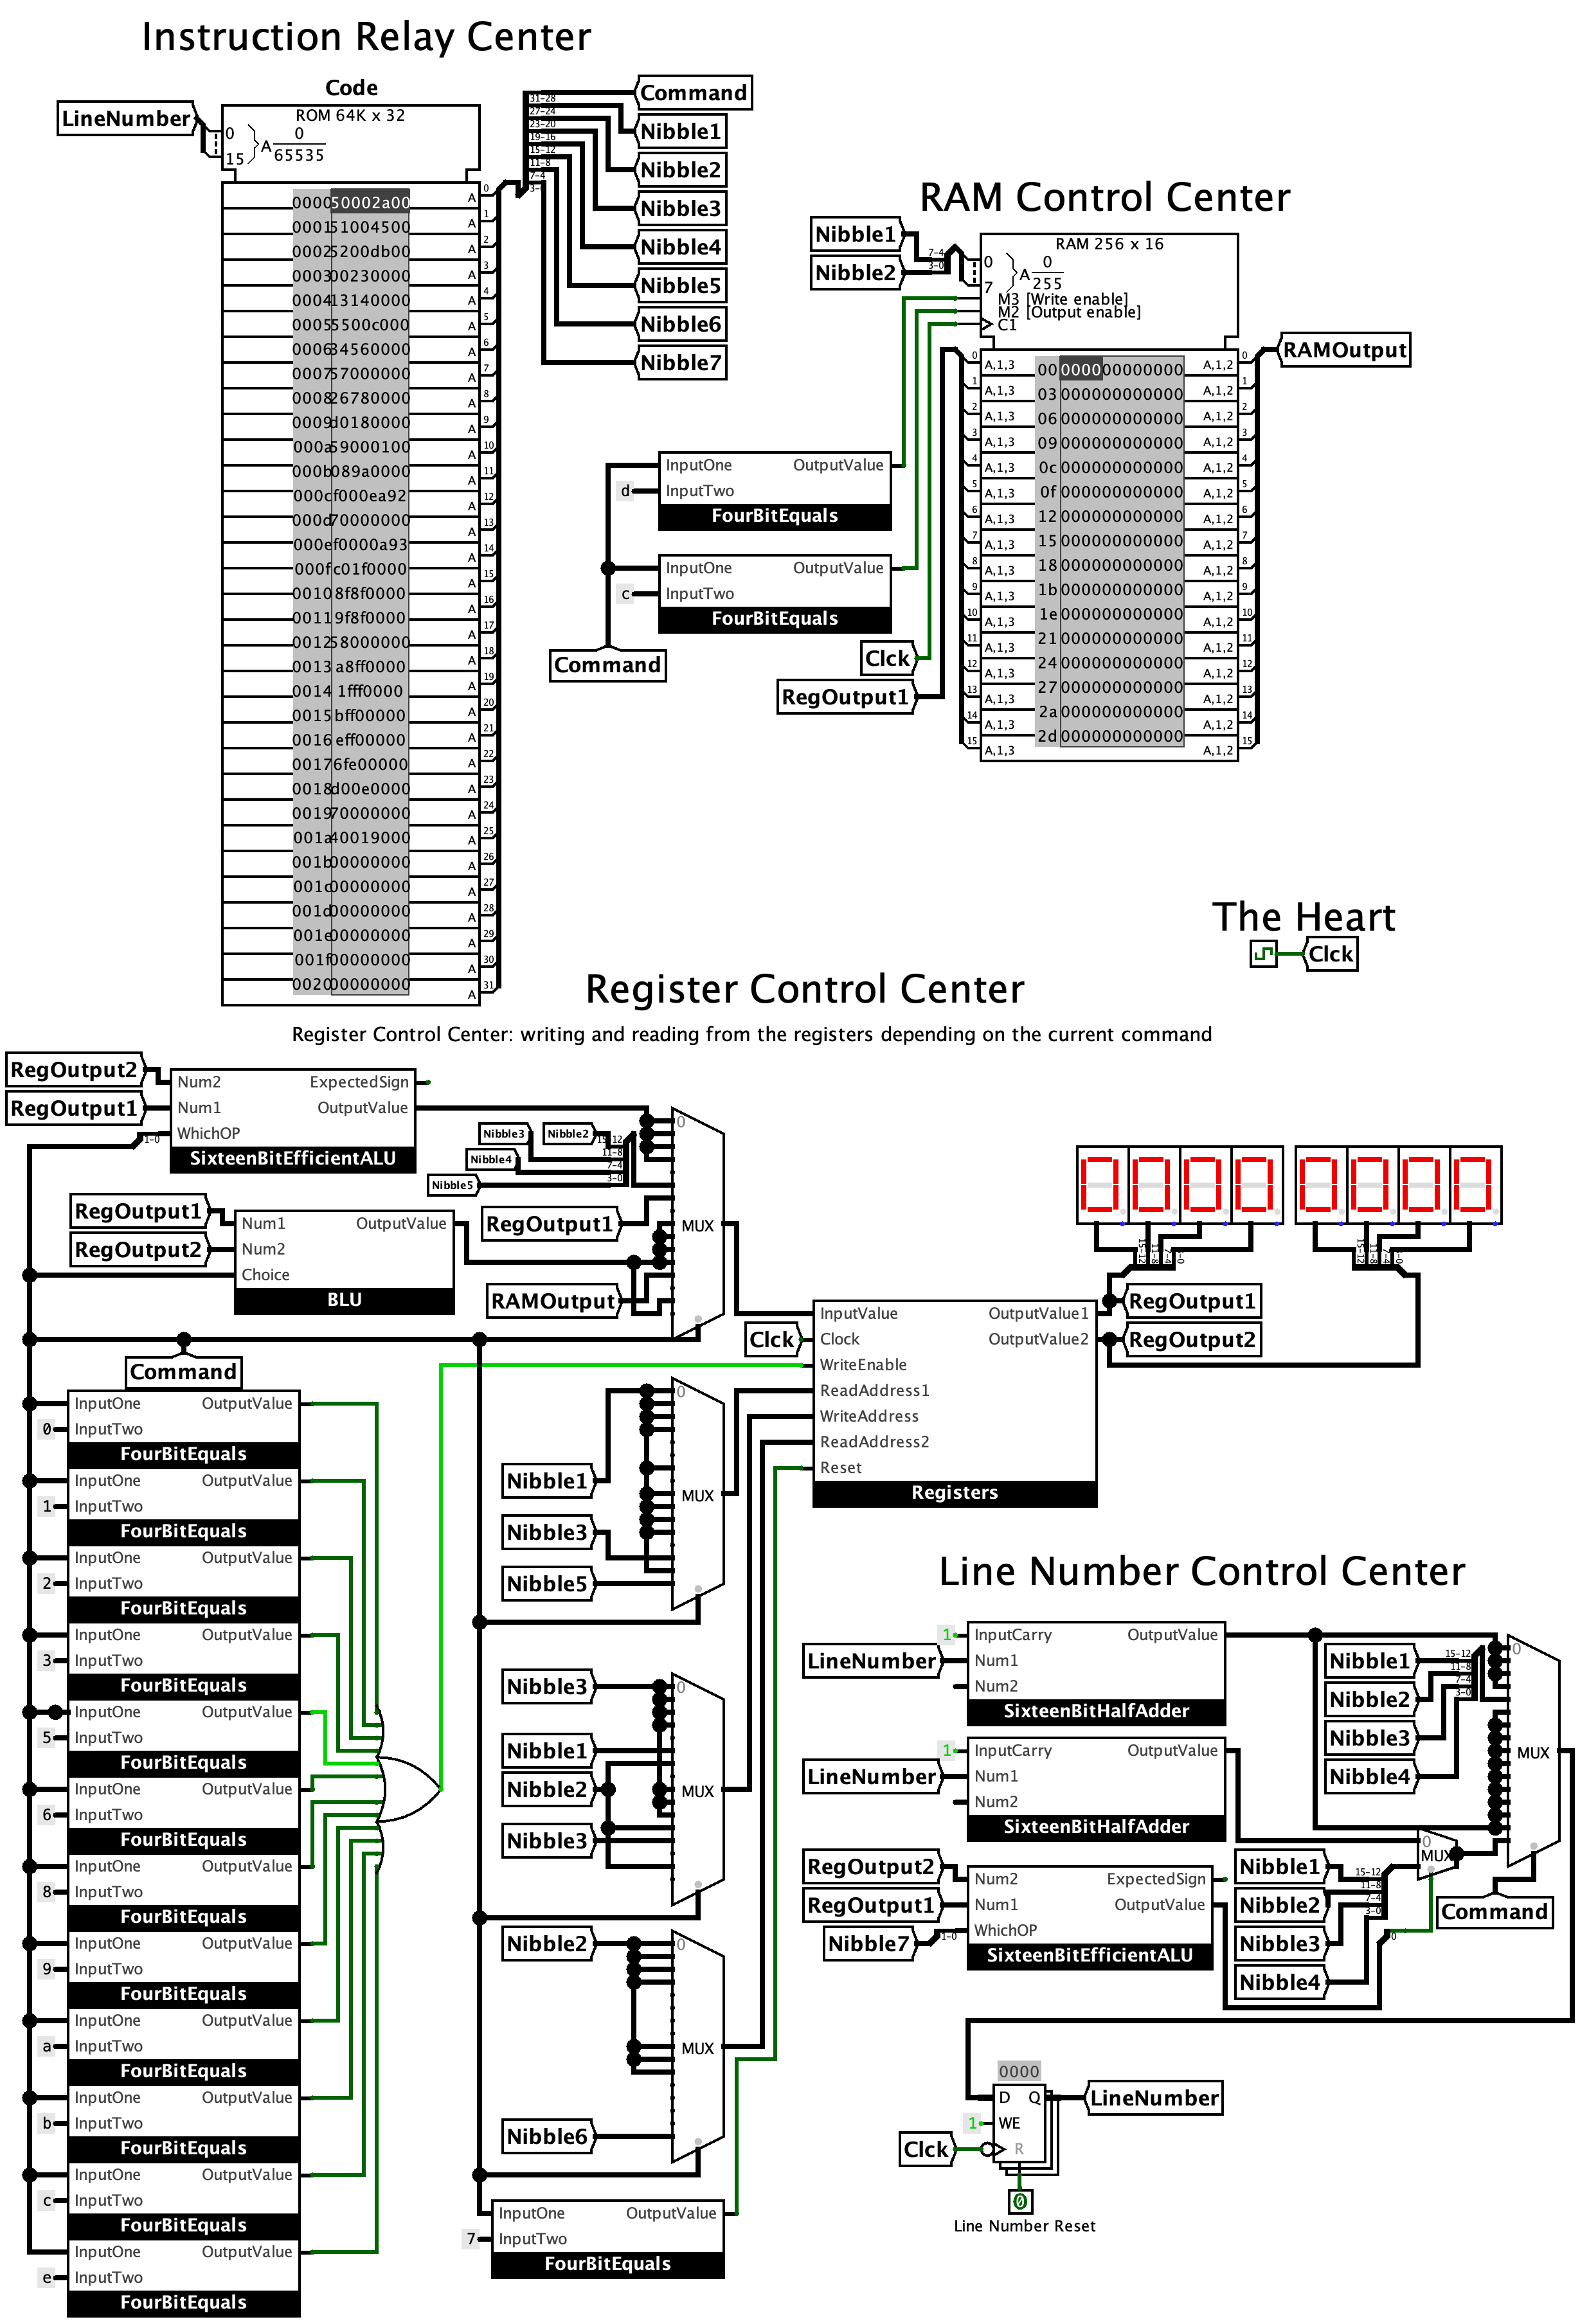 Instruction Relay Center
Code
LineNumber
ROM 64K x 32
0
15
A
0
65535
0000 50002a00
0001 51004500
0002 5200db00
0003 00230000
0004 13140000
0005 5500c000
0006 34560000
0007 57000000
0008 26780000
0009 d0180000
000a 59000100
000b 089a0000
000c f000ea92
000d 70000000
000e f0000a93
000f c01f0000
0010 8f8f0000
0011 9f8f0000
0012 58000000
0013 a8ff0000
0014 1fff0000
0015 bff00000
0016 eff00000
0017 6fe00000
0018 d00e0000
0019 70000000
001a 40019000
001b 00000000
001c 00000000
001d 00000000
001e 00000000
001f 00000000
0020 00000000
31-28
27-24
23-20
19-16
15-12
11-8
7-4
3-0
Command
Nibble1
Nibble2
Nibble3
Nibble4
Nibble5
Nibble6
Nibble7
RAM Control Center
Nibble1
Nibble2
7-4
3-0
RAM 256 x 16
0
7
A
0
255
M3 [Write enable]
M2 [Output enable]
C1
00 000000000000
03 000000000000
06 000000000000
09 000000000000
0c 000000000000
0f 000000000000
12 000000000000
15 000000000000
18 000000000000
1b 000000000000
1e 000000000000
21 000000000000
24 000000000000
27 000000000000
2a 000000000000
2d 000000000000
RAMOutput
InputOne OutputValue
d InputTwo
FourBitEquals
InputOne OutputValue
c InputTwo
FourBitEquals
Command
Clck
RegOutput1
The Heart
Clck
Register Control Center
Register Control Center: writing and reading from the registers depending on the current command
RegOutput2
RegOutput1
1-0
Num2 ExpectedSign
Num1 OutputValue
WhichOP
SixteenBitEfficientALU
Nibble3
Nibble2
Nibble4
Nibble5
15-12
11-8
7-4
3-0
0
MUX
RegOutput1
RegOutput2
Num1 OutputValue
Num2
Choice
BLU
RegOutput1
RAMOutput
Command
InputOne OutputValue
0 InputTwo
FourBitEquals
InputOne OutputValue
1 InputTwo
FourBitEquals
InputOne OutputValue
2 InputTwo
FourBitEquals
InputOne OutputValue
3 InputTwo
FourBitEquals
InputOne OutputValue
5 InputTwo
FourBitEquals
InputOne OutputValue
6 InputTwo
FourBitEquals
InputOne OutputValue
8 InputTwo
FourBitEquals
InputOne OutputValue
9 InputTwo
FourBitEquals
InputOne OutputValue
a InputTwo
FourBitEquals
InputOne OutputValue
b InputTwo
FourBitEquals
InputOne OutputValue
c InputTwo
FourBitEquals
InputOne OutputValue
e InputTwo
FourBitEquals
Nibble1
Nibble3
Nibble5
0
MUX
Nibble3
Nibble1
Nibble2
Nibble3
0
MUX
Nibble2
Nibble6
0
MUX
InputOne OutputValue
7 InputTwo
FourBitEquals
Clck
InputValue OutputValue1
Clock OutputValue2
WriteEnable
ReadAddress1
WriteAddress
ReadAddress2
Reset
Registers
RegOutput1
RegOutput2
0000 0000
15-12
11-8
7-4
3-0
15-12
11-8
7-4
3-0
Line Number Control Center
1
LineNumber
InputCarry OutputValue
Num1
Num2
SixteenBitHalfAdder
1
LineNumber
InputCarry OutputValue
Num1
Num2
SixteenBitHalfAdder
RegOutput2
RegOutput1
Nibble7
1-0
Num2 ExpectedSign
Num1 OutputValue
WhichOP
SixteenBitEfficientALU
Nibble1
Nibble2
Nibble3
Nibble4
15-12
11-8
7-4
3-0
0
MUX
Nibble1
Nibble2
Nibble3
Nibble4
15-12
11-8
7-4
3-0
0
0
MUX
Command
0000
D Q
1 WE
R
Clck
LineNumber
0
Line Number Reset